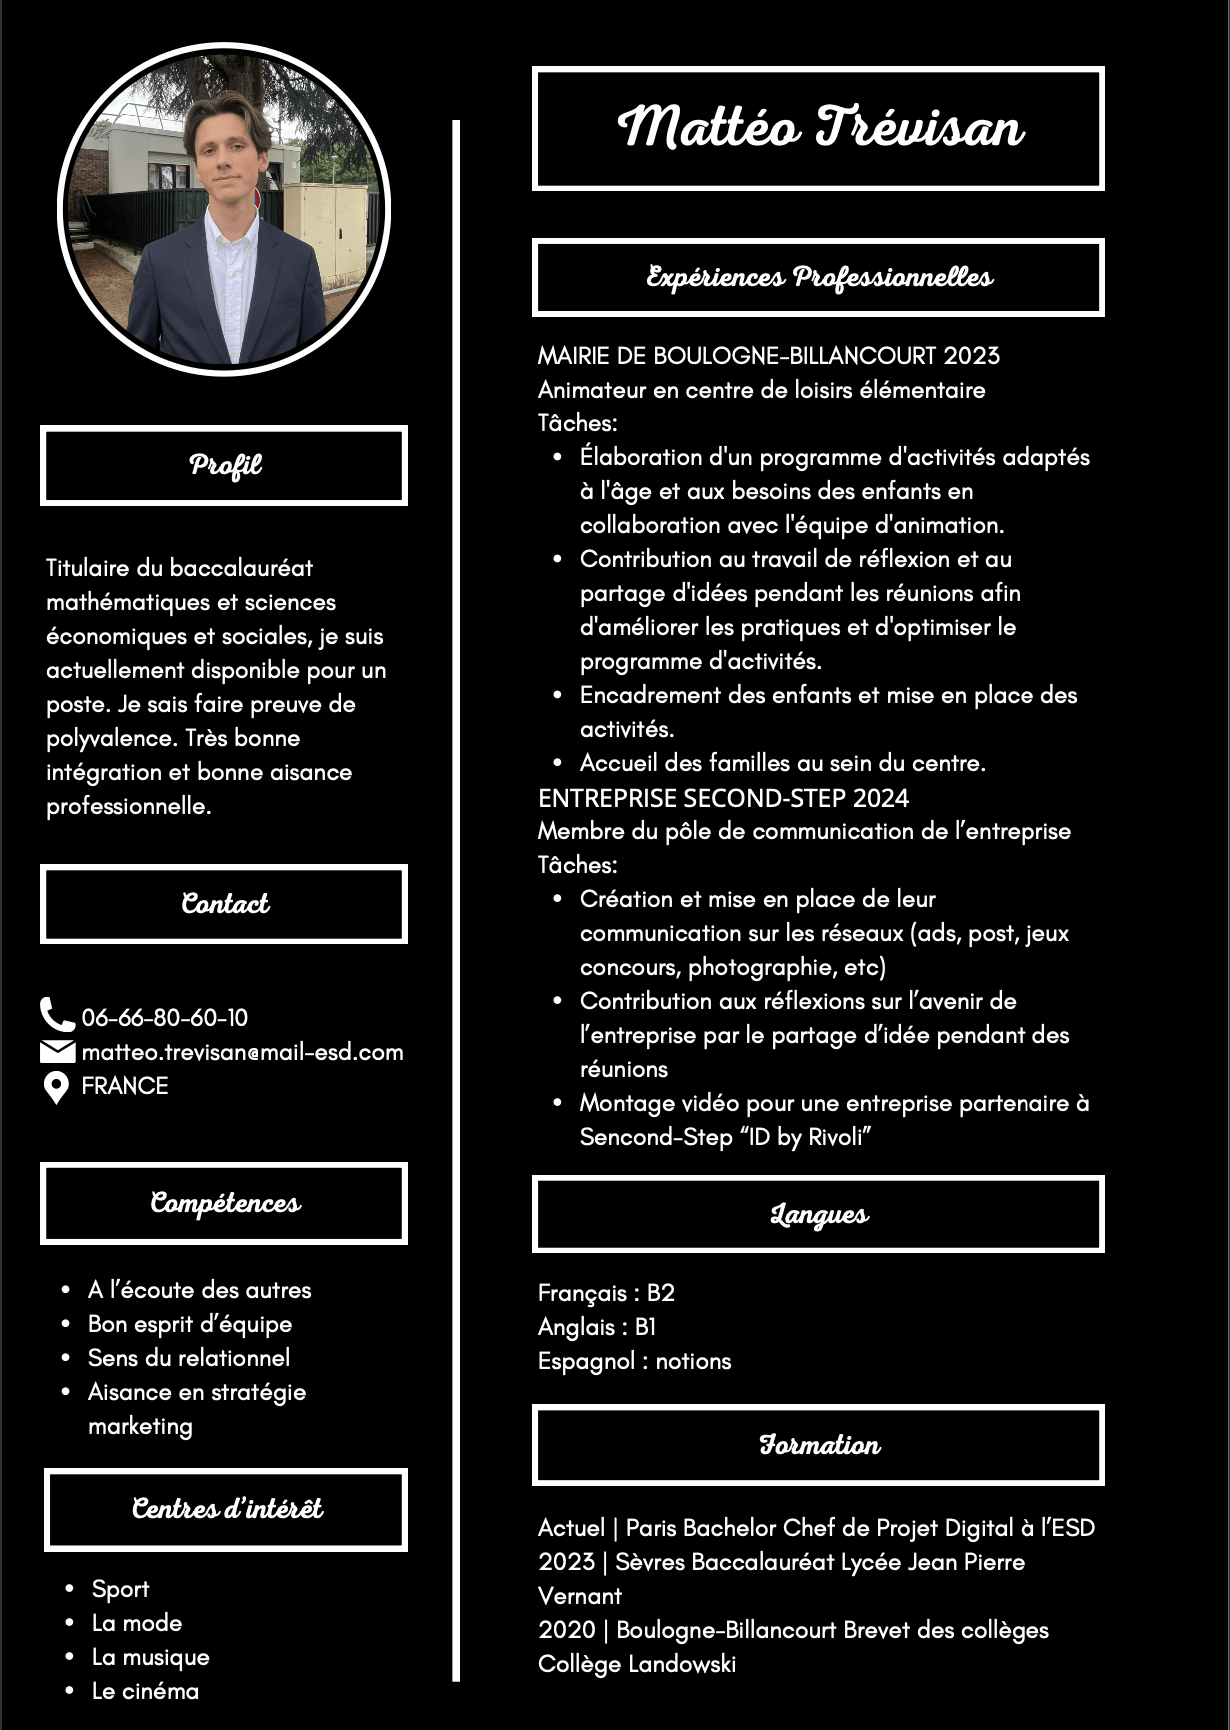 Mattéo Trévisan
Profil
Titulaire du baccalauréat
mathématiques et sciences
économiques et sociales, je suis
actuellement disponible pour un
poste. Je sais faire preuve de
polyvalence. Très bonne
intégration et bonne aisance
professionnelle.
Contact
06-66-80-60-10
matteo.trevisan@mail-esd.com
FRANCE
Compétences
• A l’écoute des autres
• Bon esprit d’équipe
• Sens du relationnel
• Aisance en stratégie
marketing
Centres d’intérêt
• Sport
• La mode
• La musique
• Le cinéma
Expériences Professionnelles
MAIRIE DE BOULOGNE-BILLANCOURT 2023
Animateur en centre de loisirs élémentaire
Tâches:
• Élaboration d'un programme d'activités adaptés
à l'âge et aux besoins des enfants en
collaboration avec l'équipe d'animation.
• Contribution au travail de réflexion et au
partage d'idées pendant les réunions afin
d'améliorer les pratiques et d'optimiser le
programme d'activités.
• Encadrement des enfants et mise en place des
activités.
• Accueil des familles au sein du centre.
ENTREPRISE SECOND-STEP 2024
Membre du pôle de communication de l’entreprise
Tâches:
• Création et mise en place de leur
communication sur les réseaux (ads, post, jeux
concours, photographie, etc)
• Contribution aux réflexions sur l’avenir de
l’entreprise par le partage d’idée pendant des
réunions
• Montage vidéo pour une entreprise partenaire à
Sencond-Step “ID by Rivoli”
Langues
Français : B2
Anglais : B1
Espagnol : notions
Formation
Actuel | Paris Bachelor Chef de Projet Digital à l’ESD
2023 | Sèvres Baccalauréat Lycée Jean Pierre
Vernant
2020 | Boulogne-Billancourt Brevet des collèges
Collège Landowski